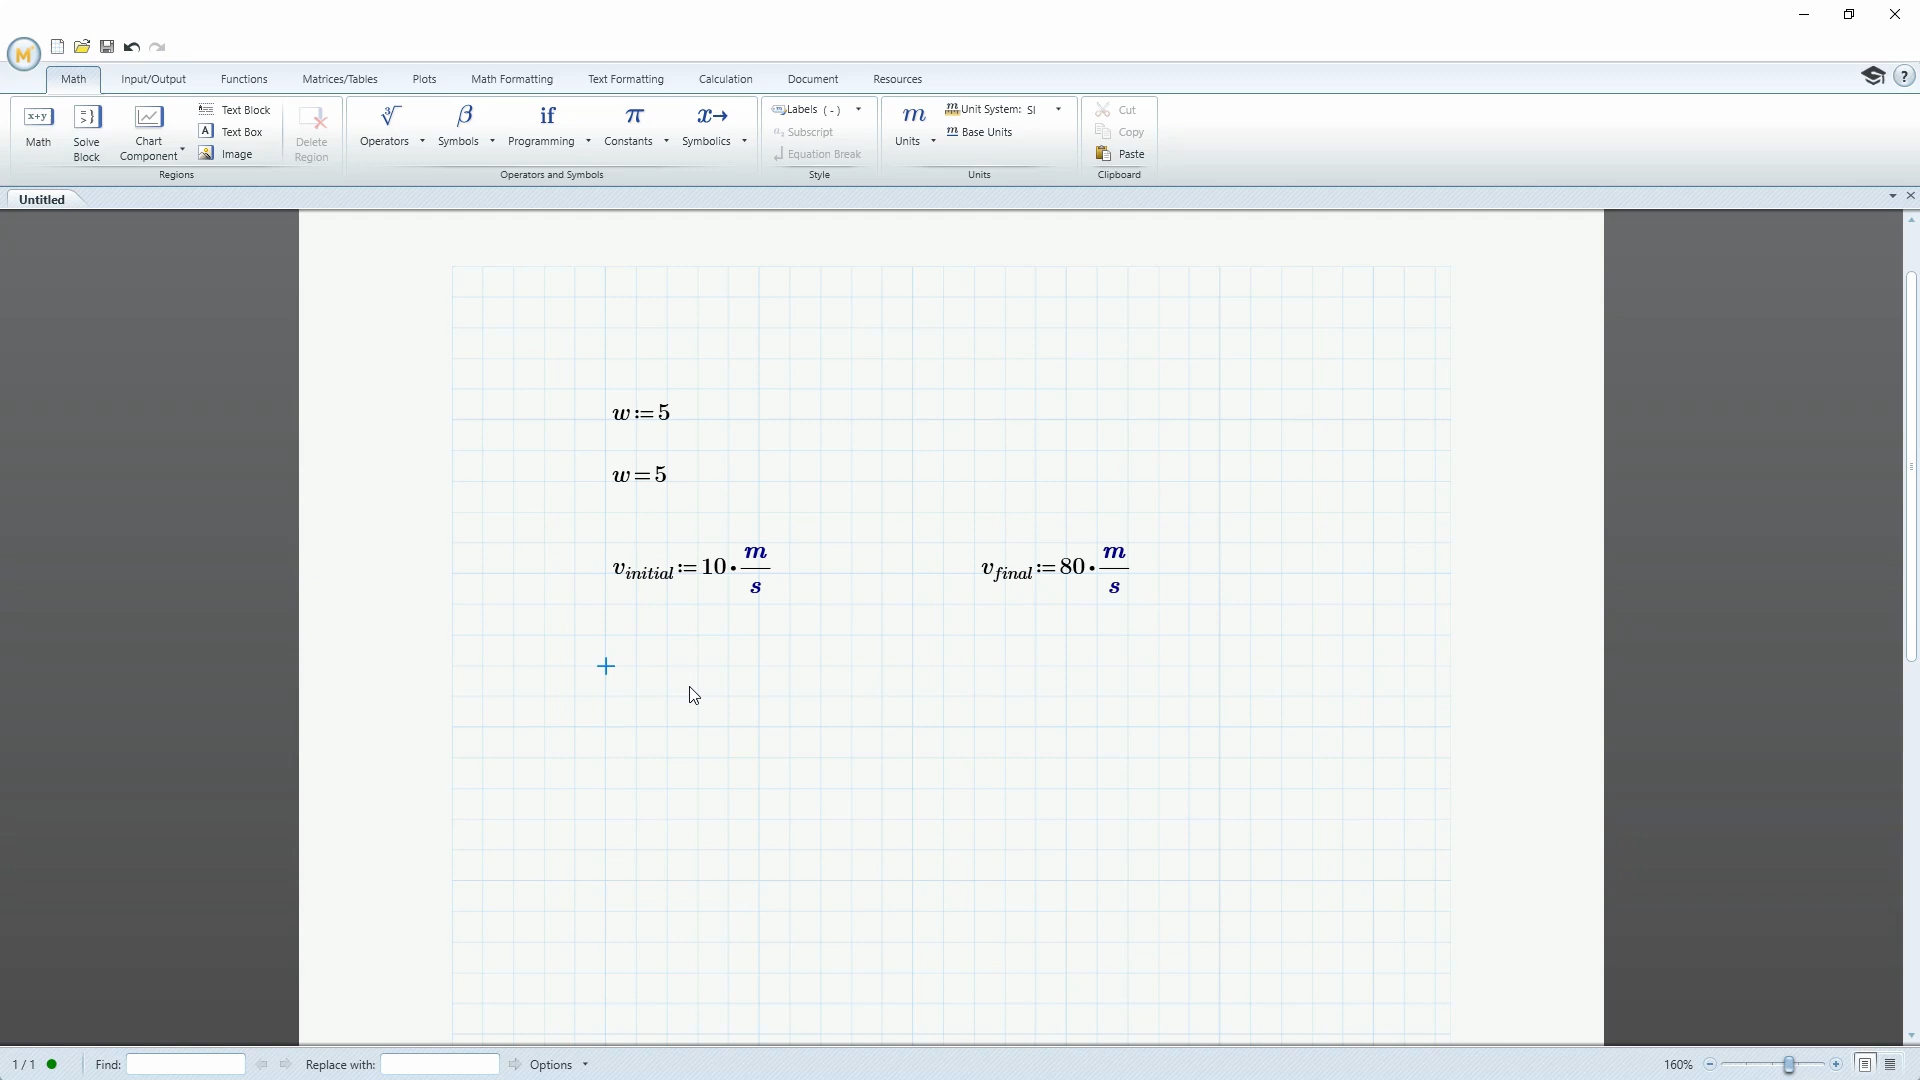 Math Input/Output Functions Matrices/Tables Plots Math Formatting Text Formatting Calculation Document Resources
Math
Solve Block
Chart Component
Text Block
Text Box
Image
Delete Region
Regions
Operators
Symbols
Programming
Constants
Symbolics
Operators and Symbols
Labels (-)
Subscript
Equation Break
Style
Units
Unit System: SI
Base Units
Units
Cut
Copy
Paste
Clipboard
Untitled
w:=5
w=5
v_initial:=10·m/s v_final:=80·m/s
1 / 1 Find: Replace with: Options 160%